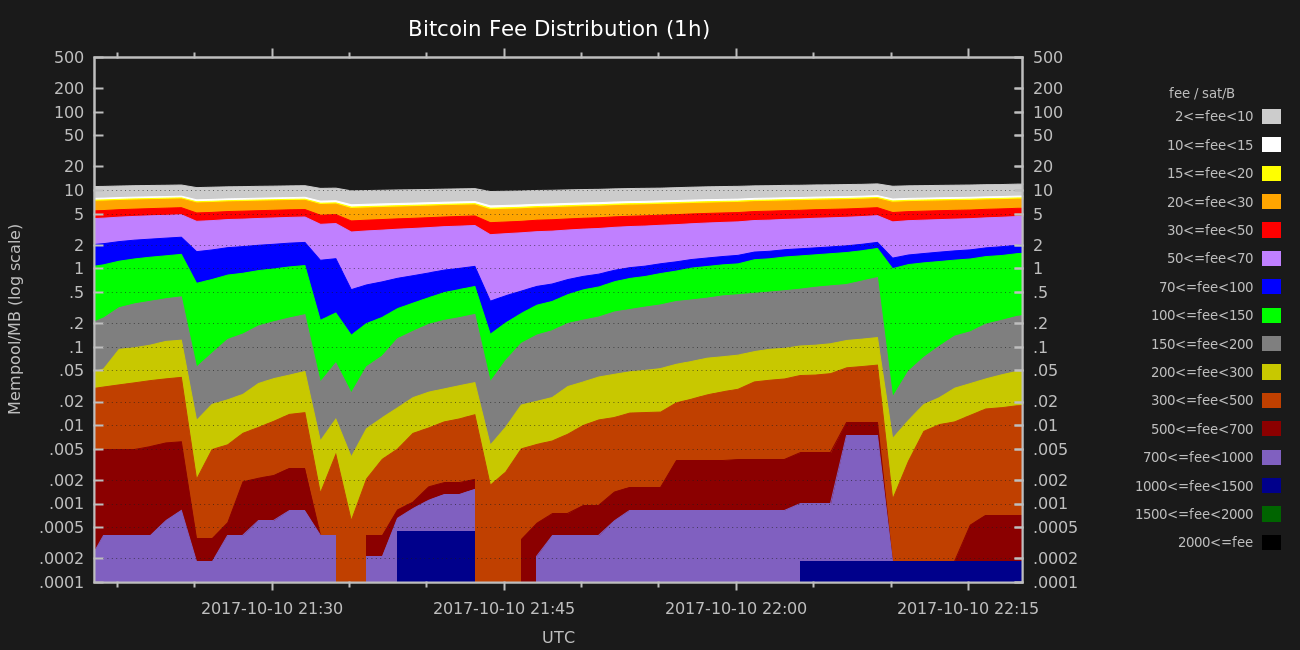 Bitcoin Fee Distribution (1h)
500 500
200 200
100 100
50 50
20 20
10 10
5 5
2 2
1 1
.5 .5
.2 .2
.1 .1
.05 .05
.02 .02
.01 .01
.005 .005
.002 .002
.001 .001
.0005 .0005
.0002 .0002
.0001 .0001
Mempool/MB (log scale)
2017-10-10 21:30 2017-10-10 21:45 2017-10-10 22:00 2017-10-10 22:15
UTC
fee / sat/B
2<=fee<10
10<=fee<15
15<=fee<20
20<=fee<30
30<=fee<50
50<=fee<70
70<=fee<100
100<=fee<150
150<=fee<200
200<=fee<300
300<=fee<500
500<=fee<700
700<=fee<1000
1000<=fee<1500
1500<=fee<2000
2000<=fee